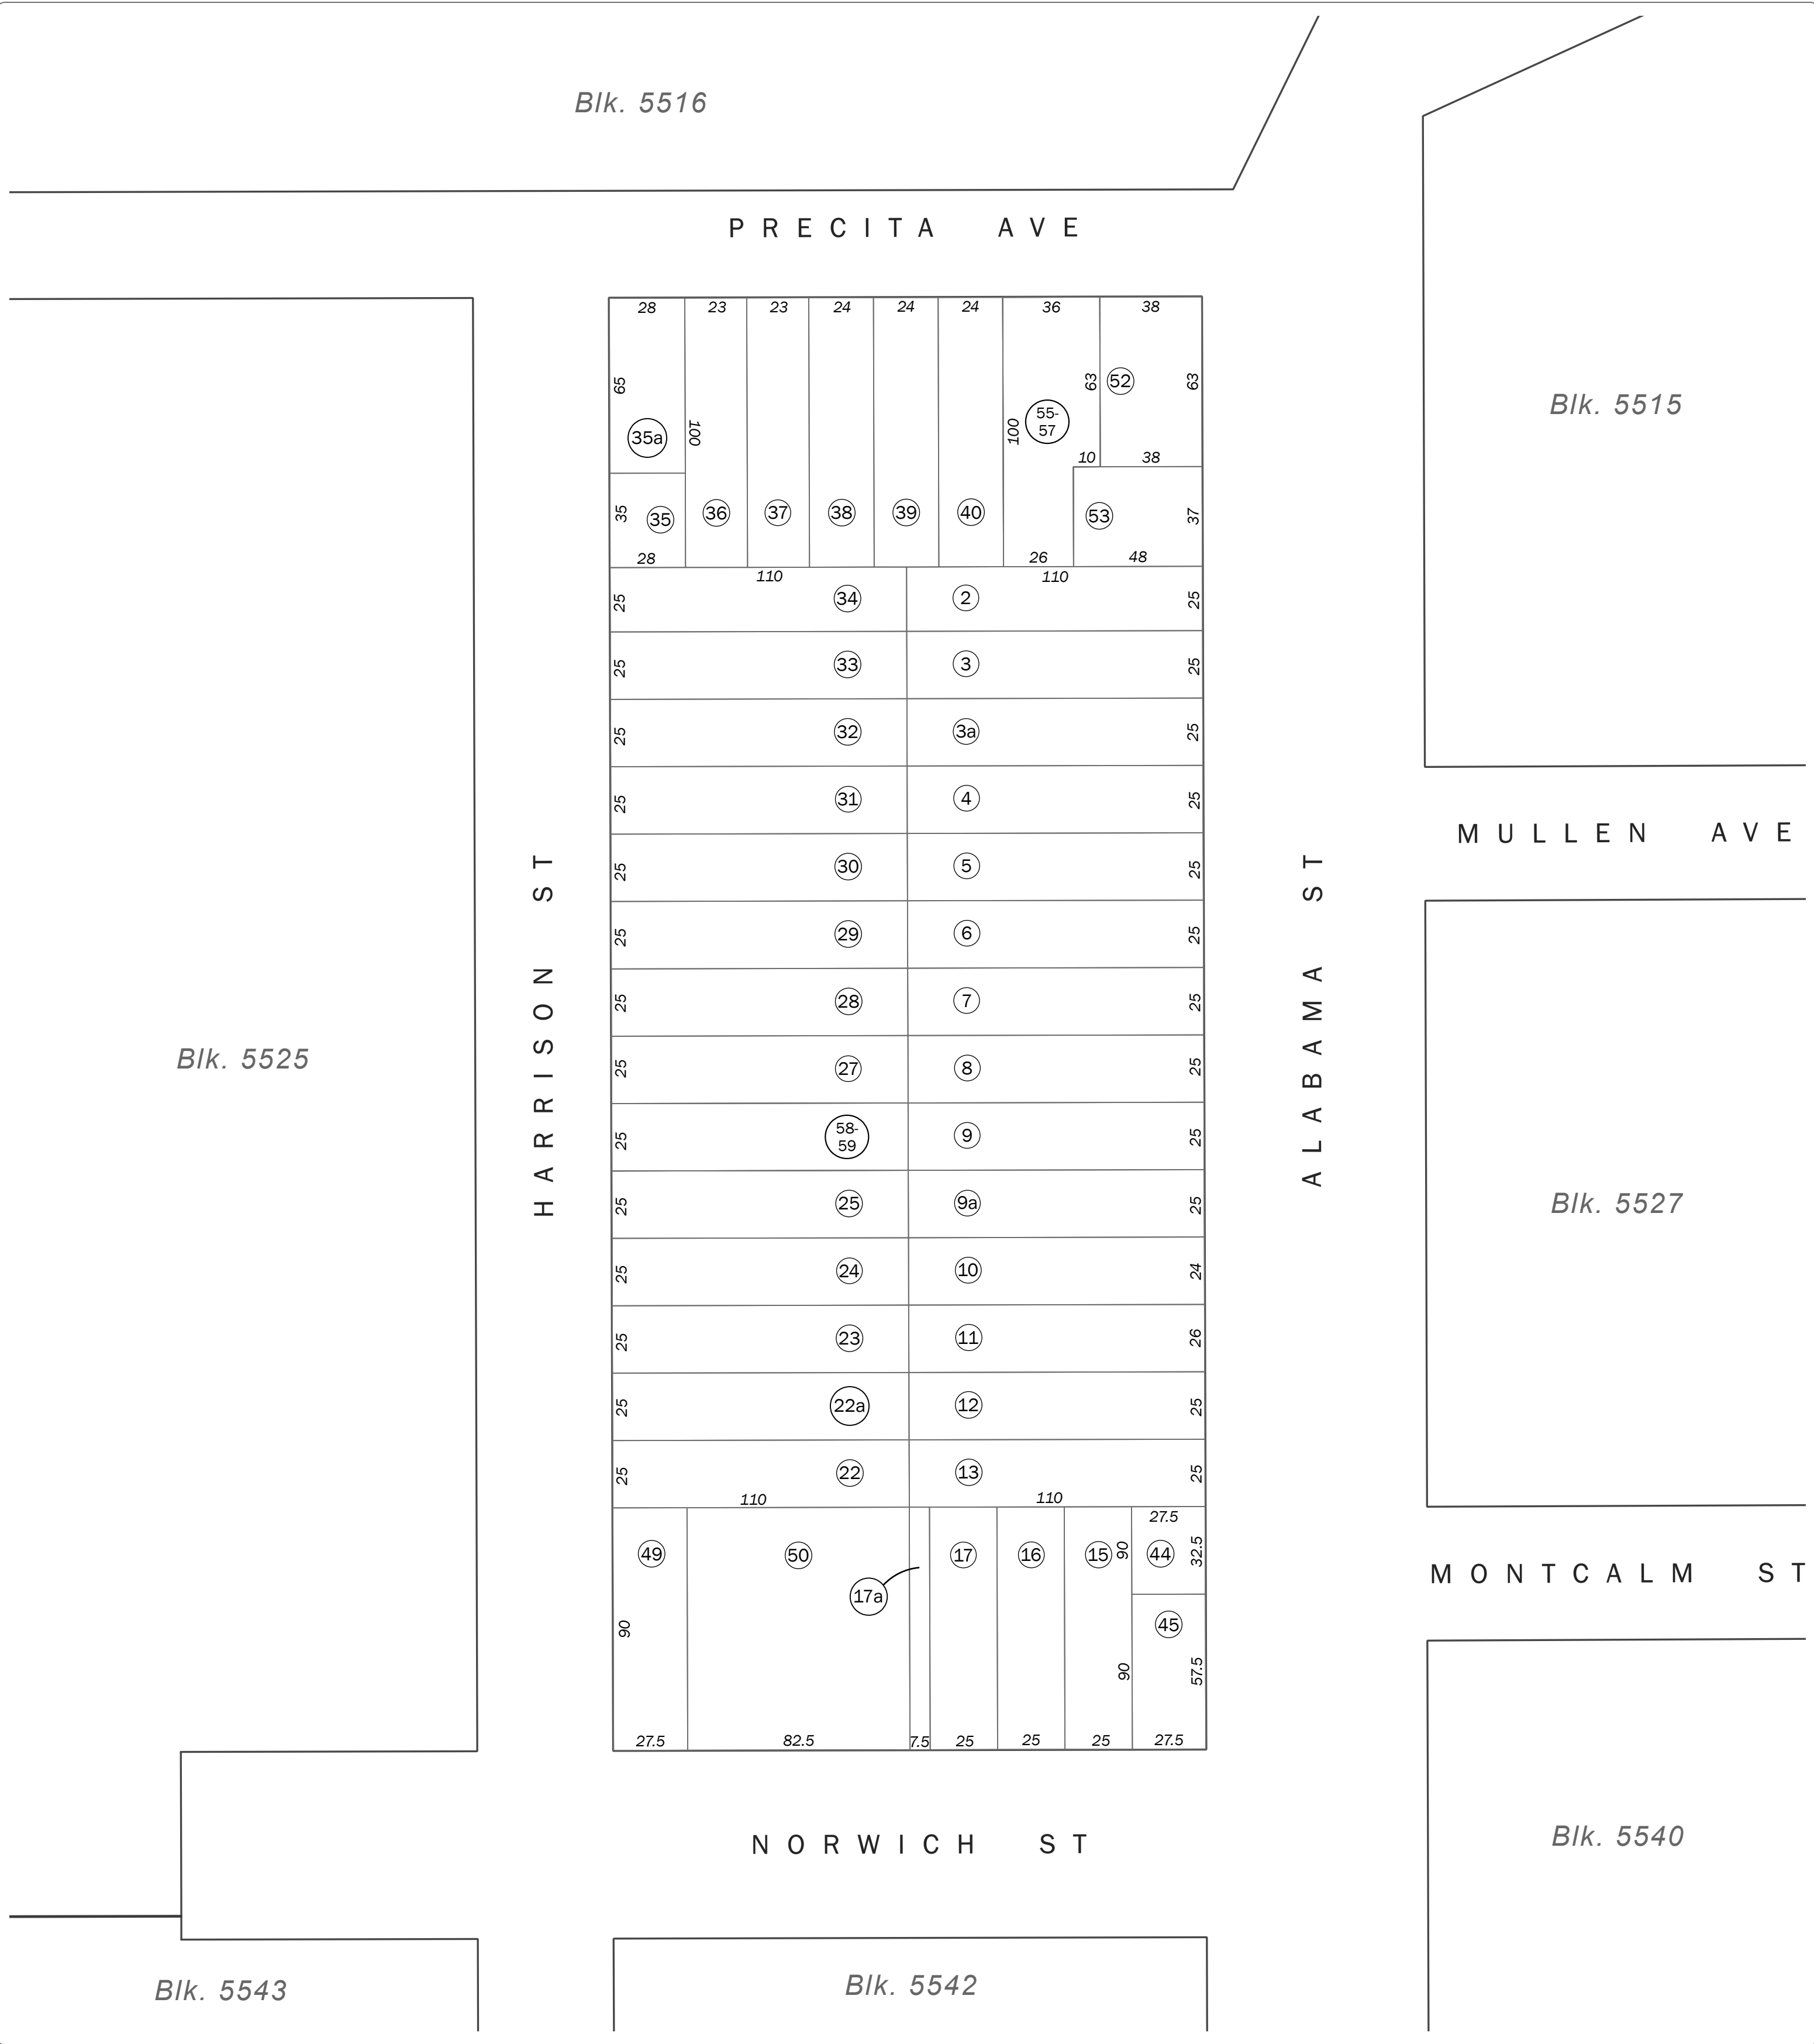 Blk. 5516
PRECITA AVE
28 23 23 24 24 24 36 38
65 63 52 63
Blk. 5515
55-
57
35a 100 100
10 38
35 35 36 37 38 39 40 53 37
28 26 48
110 110
25 34 2 25
25 33 3 25
25 32 3a 25
25 31 4 25
MULLEN AVE
25 30 5 25
25 29 6 25
25 28 7 25
HARRISON ST
ALABAMA ST
Blk. 5525
25 27 8 25
58-
59
25 9 25
25 25 9a 25
Blk. 5527
25 24 10 24
25 23 11 26
25 22a 12 25
25 22 13 25
110 110
27.5
49 50 17 16 15 90 44 32.5
MONTCALM ST
17a
90 45
90 57.5
27.5 82.5 7.5 25 25 25 27.5
NORWICH ST
Blk. 5540
Blk. 5543
Blk. 5542